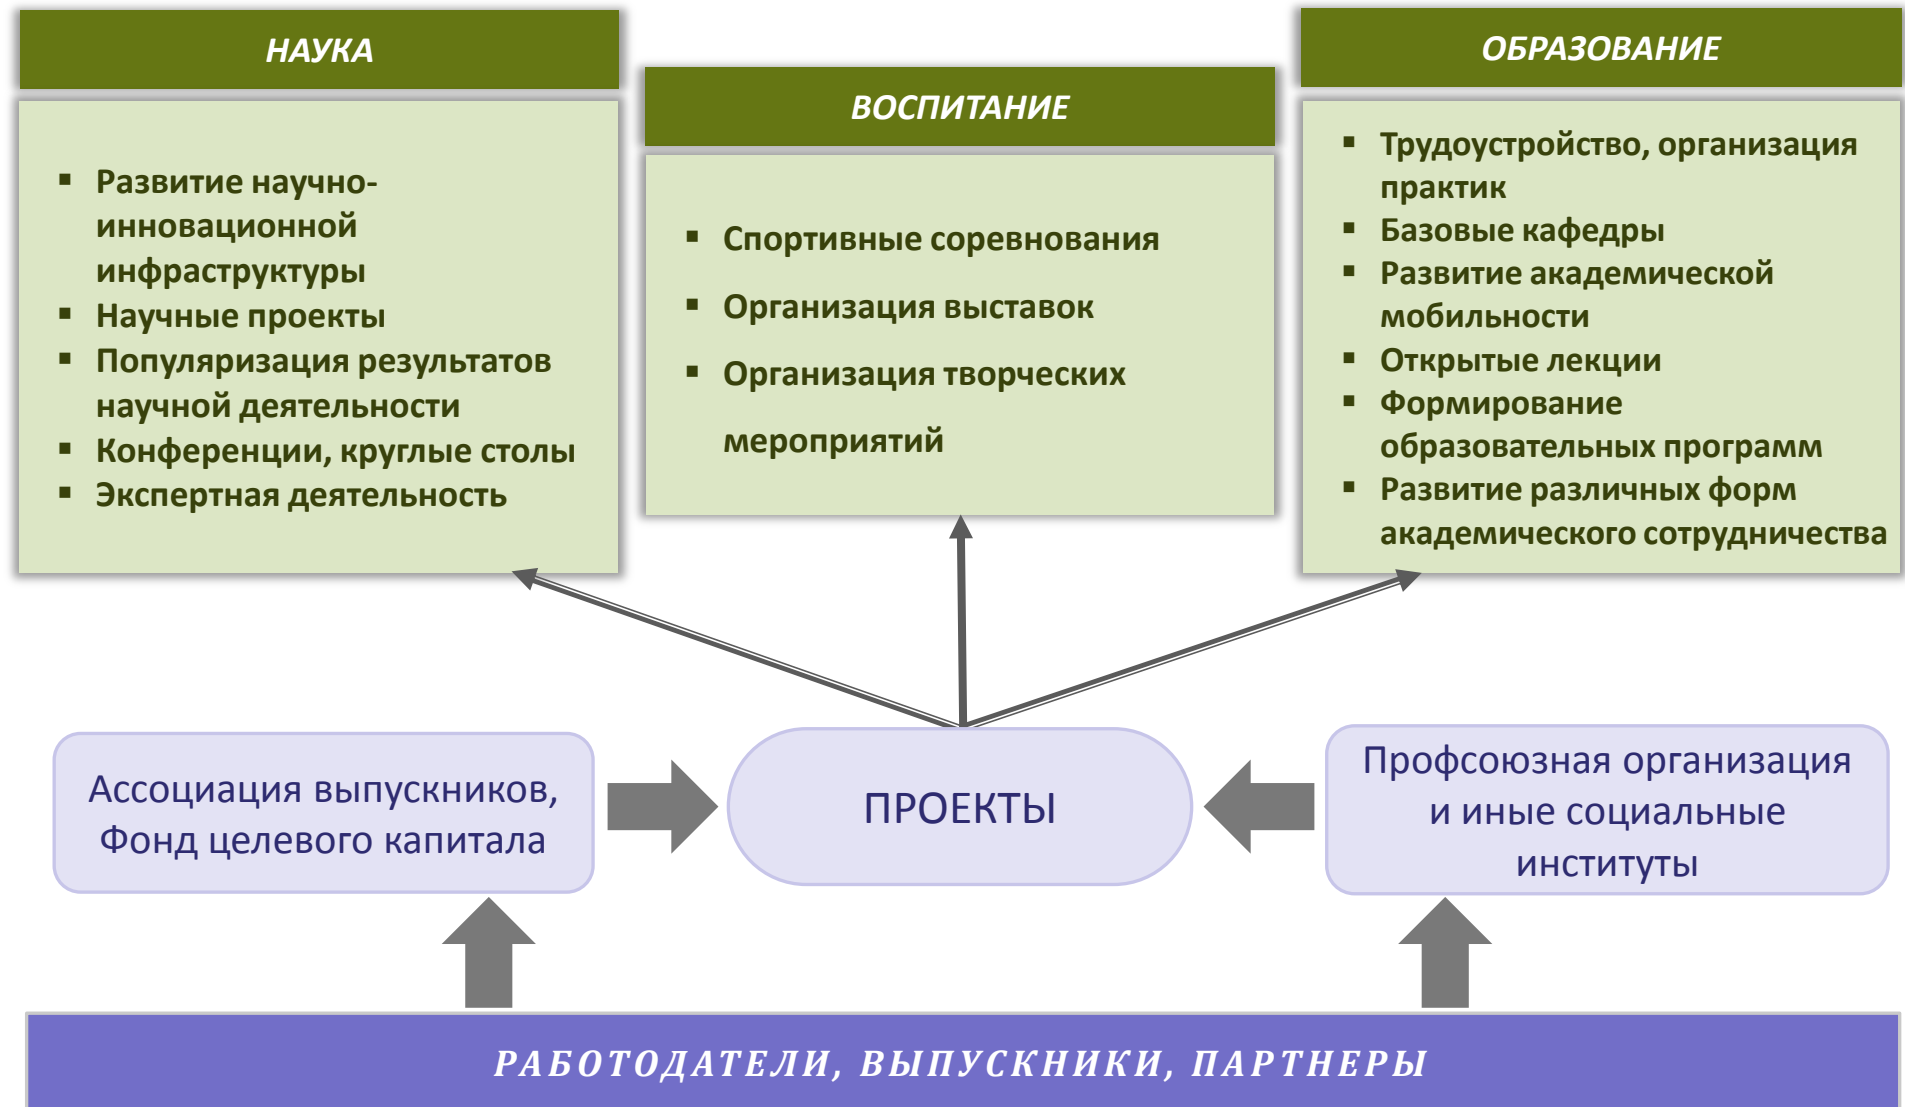 НАУКА
▪ Развитие научно-
инновационной
инфраструктуры
▪ Научные проекты
▪ Популяризация результатов
научной деятельности
▪ Конференции, круглые столы
▪ Экспертная деятельность
ВОСПИТАНИЕ
▪ Спортивные соревнования
▪ Организация выставок
▪ Организация творческих
мероприятий
ОБРАЗОВАНИЕ
▪ Трудоустройство, организация
практик
▪ Базовые кафедры
▪ Развитие академической
мобильности
▪ Открытые лекции
▪ Формирование
образовательных программ
▪ Развитие различных форм
академического сотрудничества
Ассоциация выпускников,
Фонд целевого капитала
ПРОЕКТЫ
Профсоюзная организация
и иные социальные
институты
РАБОТОДАТЕЛИ, ВЫПУСКНИКИ, ПАРТНЕРЫ